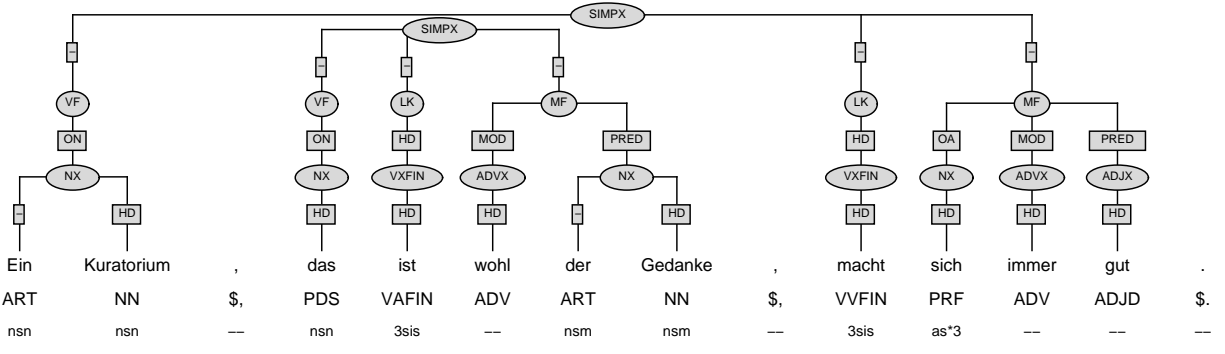 SIMPX
SIMPX
– – – – – –
VF VF LK MF LK MF
ON ON HD MOD PRED HD OA MOD PRED
NX NX VXFIN ADVX NX VXFIN NX ADVX ADJX
– HD HD HD HD – HD HD HD HD HD
Ein Kuratorium , das ist wohl der Gedanke , macht sich immer gut .
ART NN $, PDS VAFIN ADV ART NN $, VVFIN PRF ADV ADJD $.
nsn nsn –– nsn 3sis –– nsm nsm –– 3sis as*3 –– –– ––